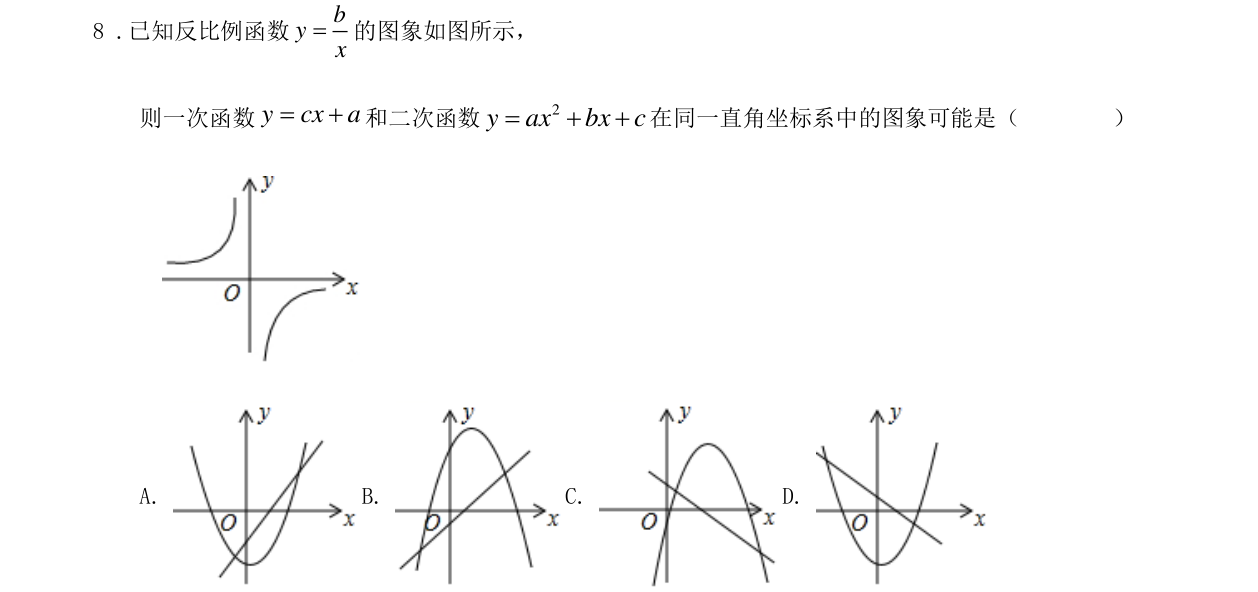 8 .已知反比例函数 y = b/x 的图象如图所示，
则一次函数 y = cx + a 和二次函数 y = ax² + bx + c 在同一直角坐标系中的图象可能是（ ）
y
O
x
A.
y
O
x
B.
y
O
x
C.
y
O
x
D.
y
O
x